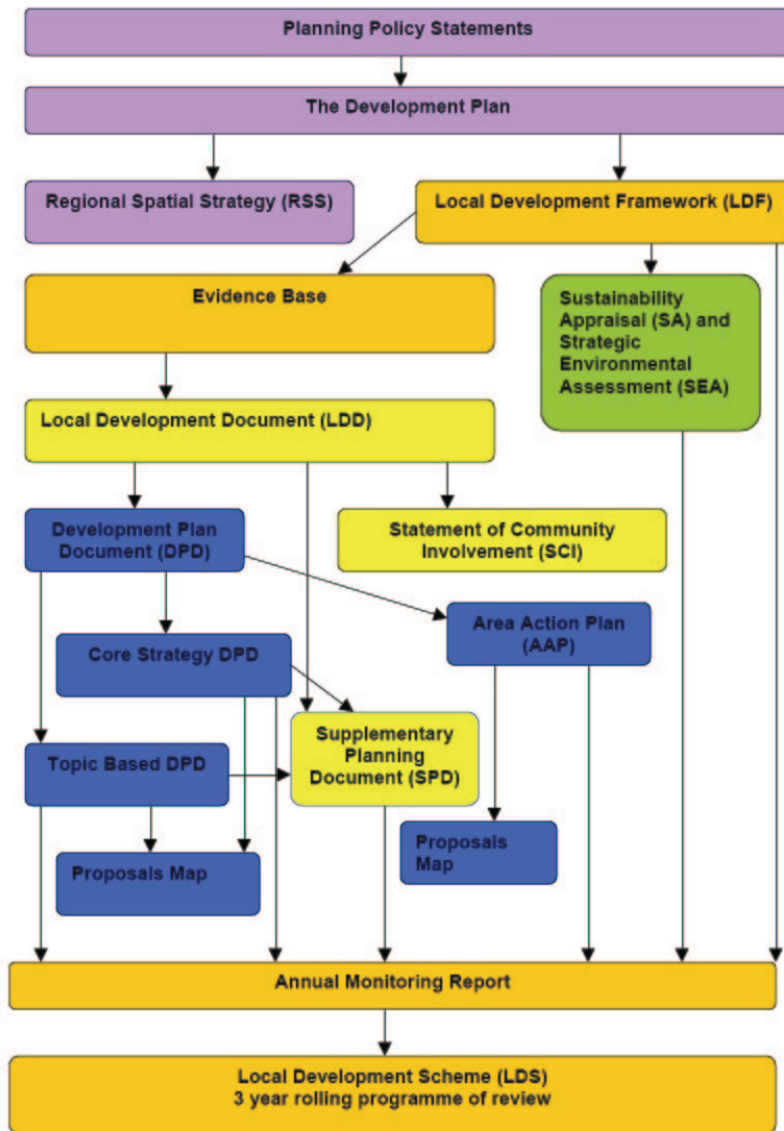 Planning Policy Statements
The Development Plan
Regional Spatial Strategy (RSS)
Local Development Framework (LDF)
Evidence Base
Sustainability
Appraisal (SA) and
Strategic
Environmental
Assessment (SEA)
Local Development Document (LDD)
Development Plan
Document (DPD)
Statement of Community
Involvement (SCI)
Core Strategy DPD
Area Action Plan
(AAP)
Topic Based DPD
Supplementary
Planning
Document (SPD)
Proposals Map
Proposals
Map
Annual Monitoring Report
Local Development Scheme (LDS)
3 year rolling programme of review